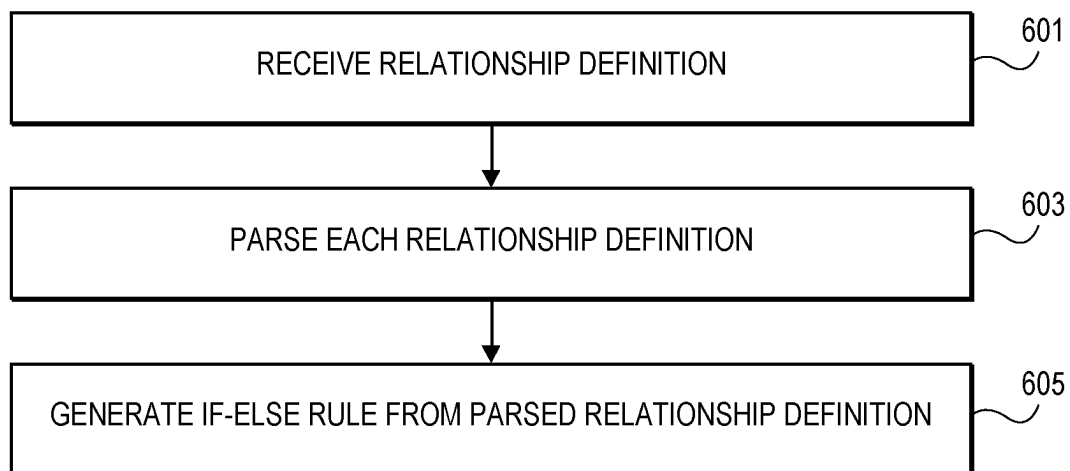 601
RECEIVE RELATIONSHIP DEFINITION
603
PARSE EACH RELATIONSHIP DEFINITION
605
GENERATE IF-ELSE RULE FROM PARSED RELATIONSHIP DEFINITION